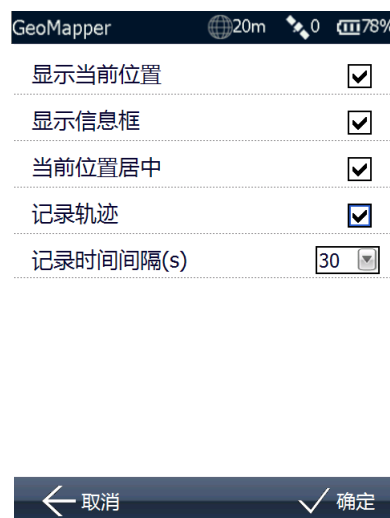 GeoMapper 20m 0 78%
显示当前位置
显示信息框
当前位置居中
记录轨迹
记录时间间隔(s) 30
取消 确定